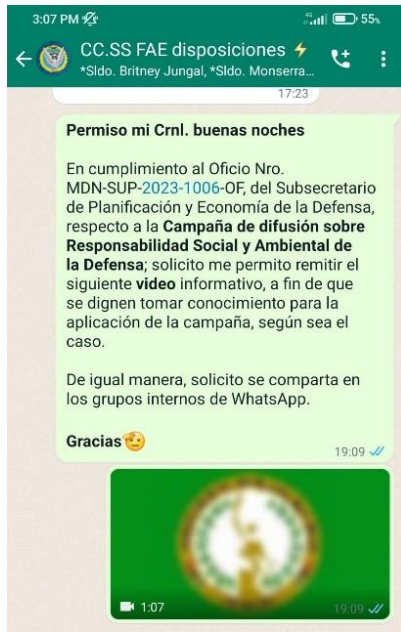 3:07 PM
4G
55%
CC.SS FAE disposiciones ⚡
*Sldo. Britney Jungal, *Sldo. Monserra...
17:23
Permiso mi Crnl. buenas noches
En cumplimiento al Oficio Nro.
MDN-SUP-2023-1006-OF, del Subsecretario
de Planificación y Economía de la Defensa,
respecto a la Campaña de difusión sobre
Responsabilidad Social y Ambiental de
la Defensa; solicito me permito remitir el
siguiente video informativo, a fin de que
se dignen tomar conocimiento para la
aplicación de la campaña, según sea el
caso.
De igual manera, solicito se comparta en
los grupos internos de WhatsApp.
Gracias🫡
19:09
1:07
19:09